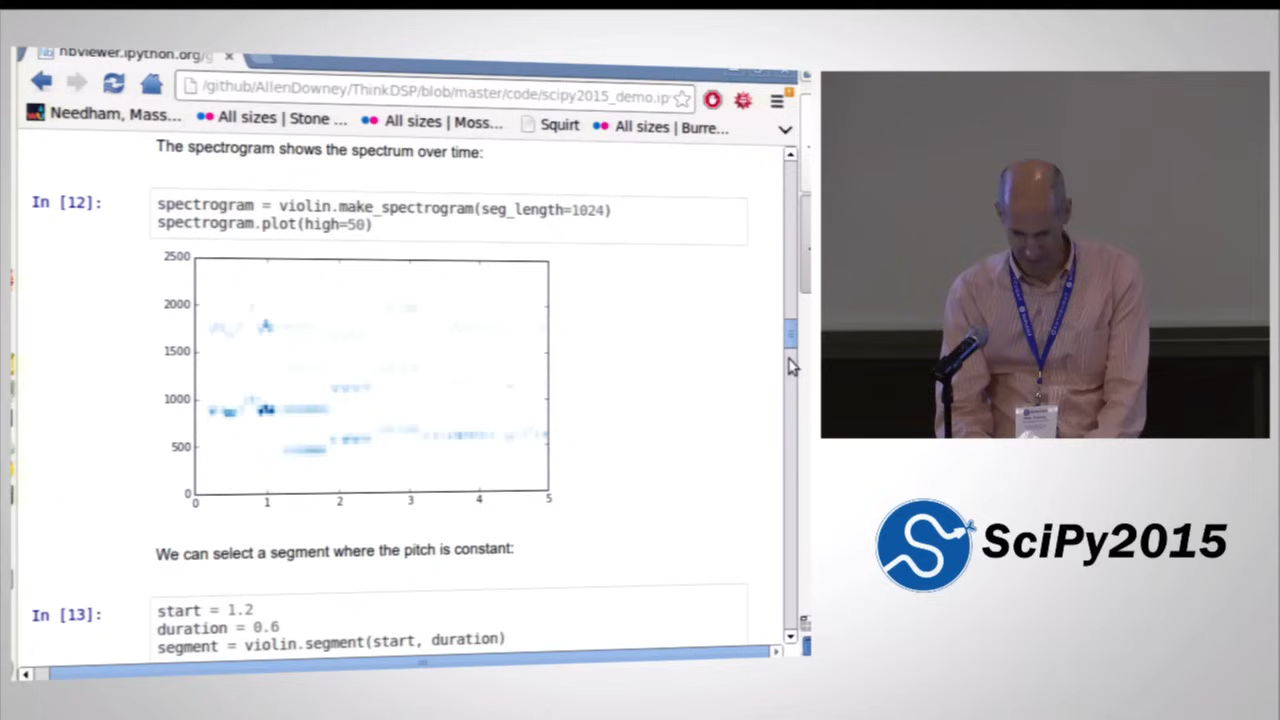 nbviewer.ipython.org/g
/github/AllenDowney/ThinkDSP/blob/master/code/scipy2015_demo.ip
Needham, Mass... All sizes | Stone ... All sizes | Moss... Squirt All sizes | Burre...
The spectrogram shows the spectrum over time:
In [12]:
spectrogram = violin.make_spectrogram(seg_length=1024)
spectrogram.plot(high=50)
2500
2000
1500
1000
500
0
0 1 2 3 4 5
We can select a segment where the pitch is constant:
In [13]:
start = 1.2
duration = 0.6
segment = violin.segment(start, duration)
SciPy2015